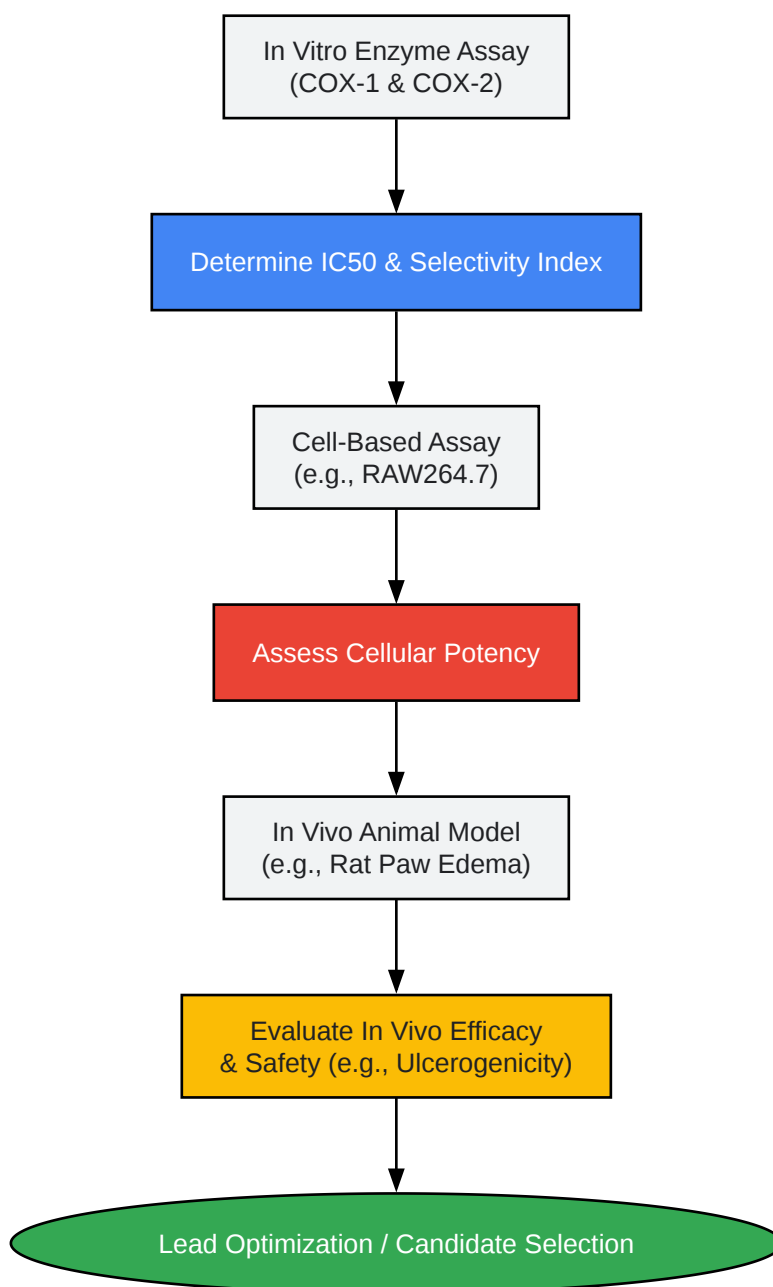 In Vitro Enzyme Assay
(COX-1 & COX-2)
Determine IC50 & Selectivity Index
Cell-Based Assay
(e.g., RAW264.7)
Assess Cellular Potency
In Vivo Animal Model
(e.g., Rat Paw Edema)
Evaluate In Vivo Efficacy
& Safety (e.g., Ulcerogenicity)
Lead Optimization / Candidate Selection